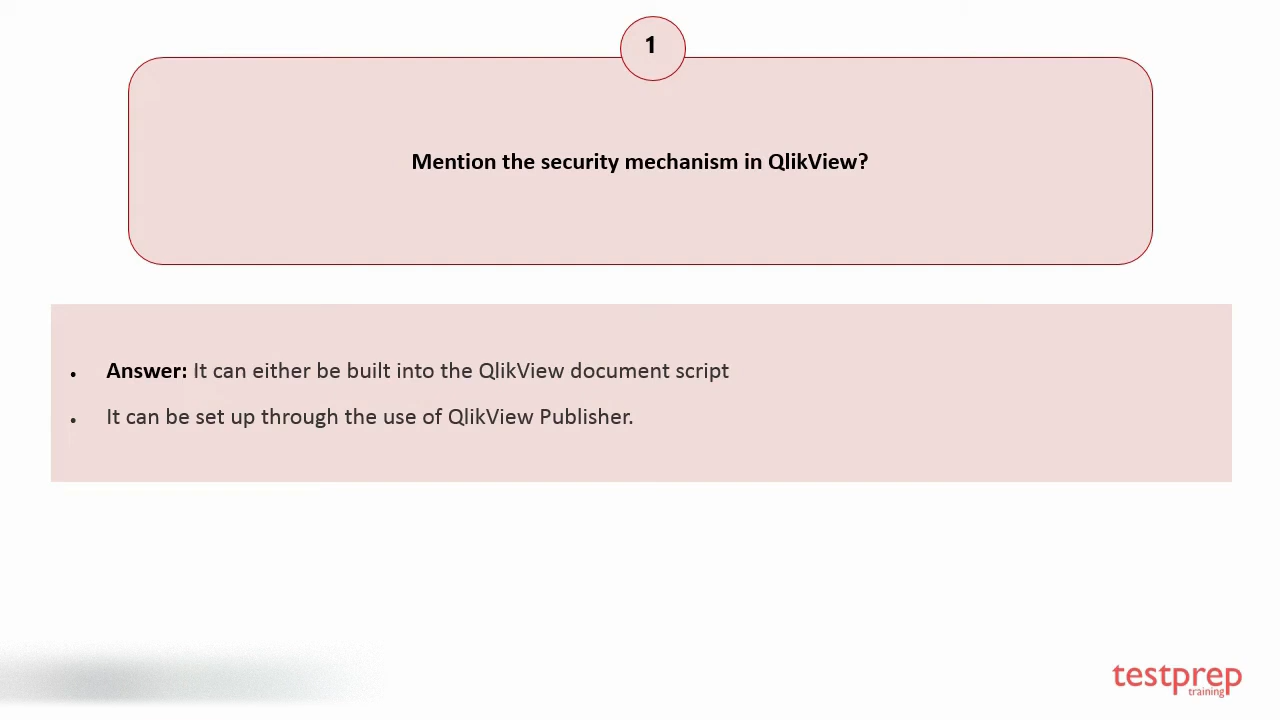 1
Mention the security mechanism in QlikView?
• Answer: It can either be built into the QlikView document script
• It can be set up through the use of QlikView Publisher.
testprep
training